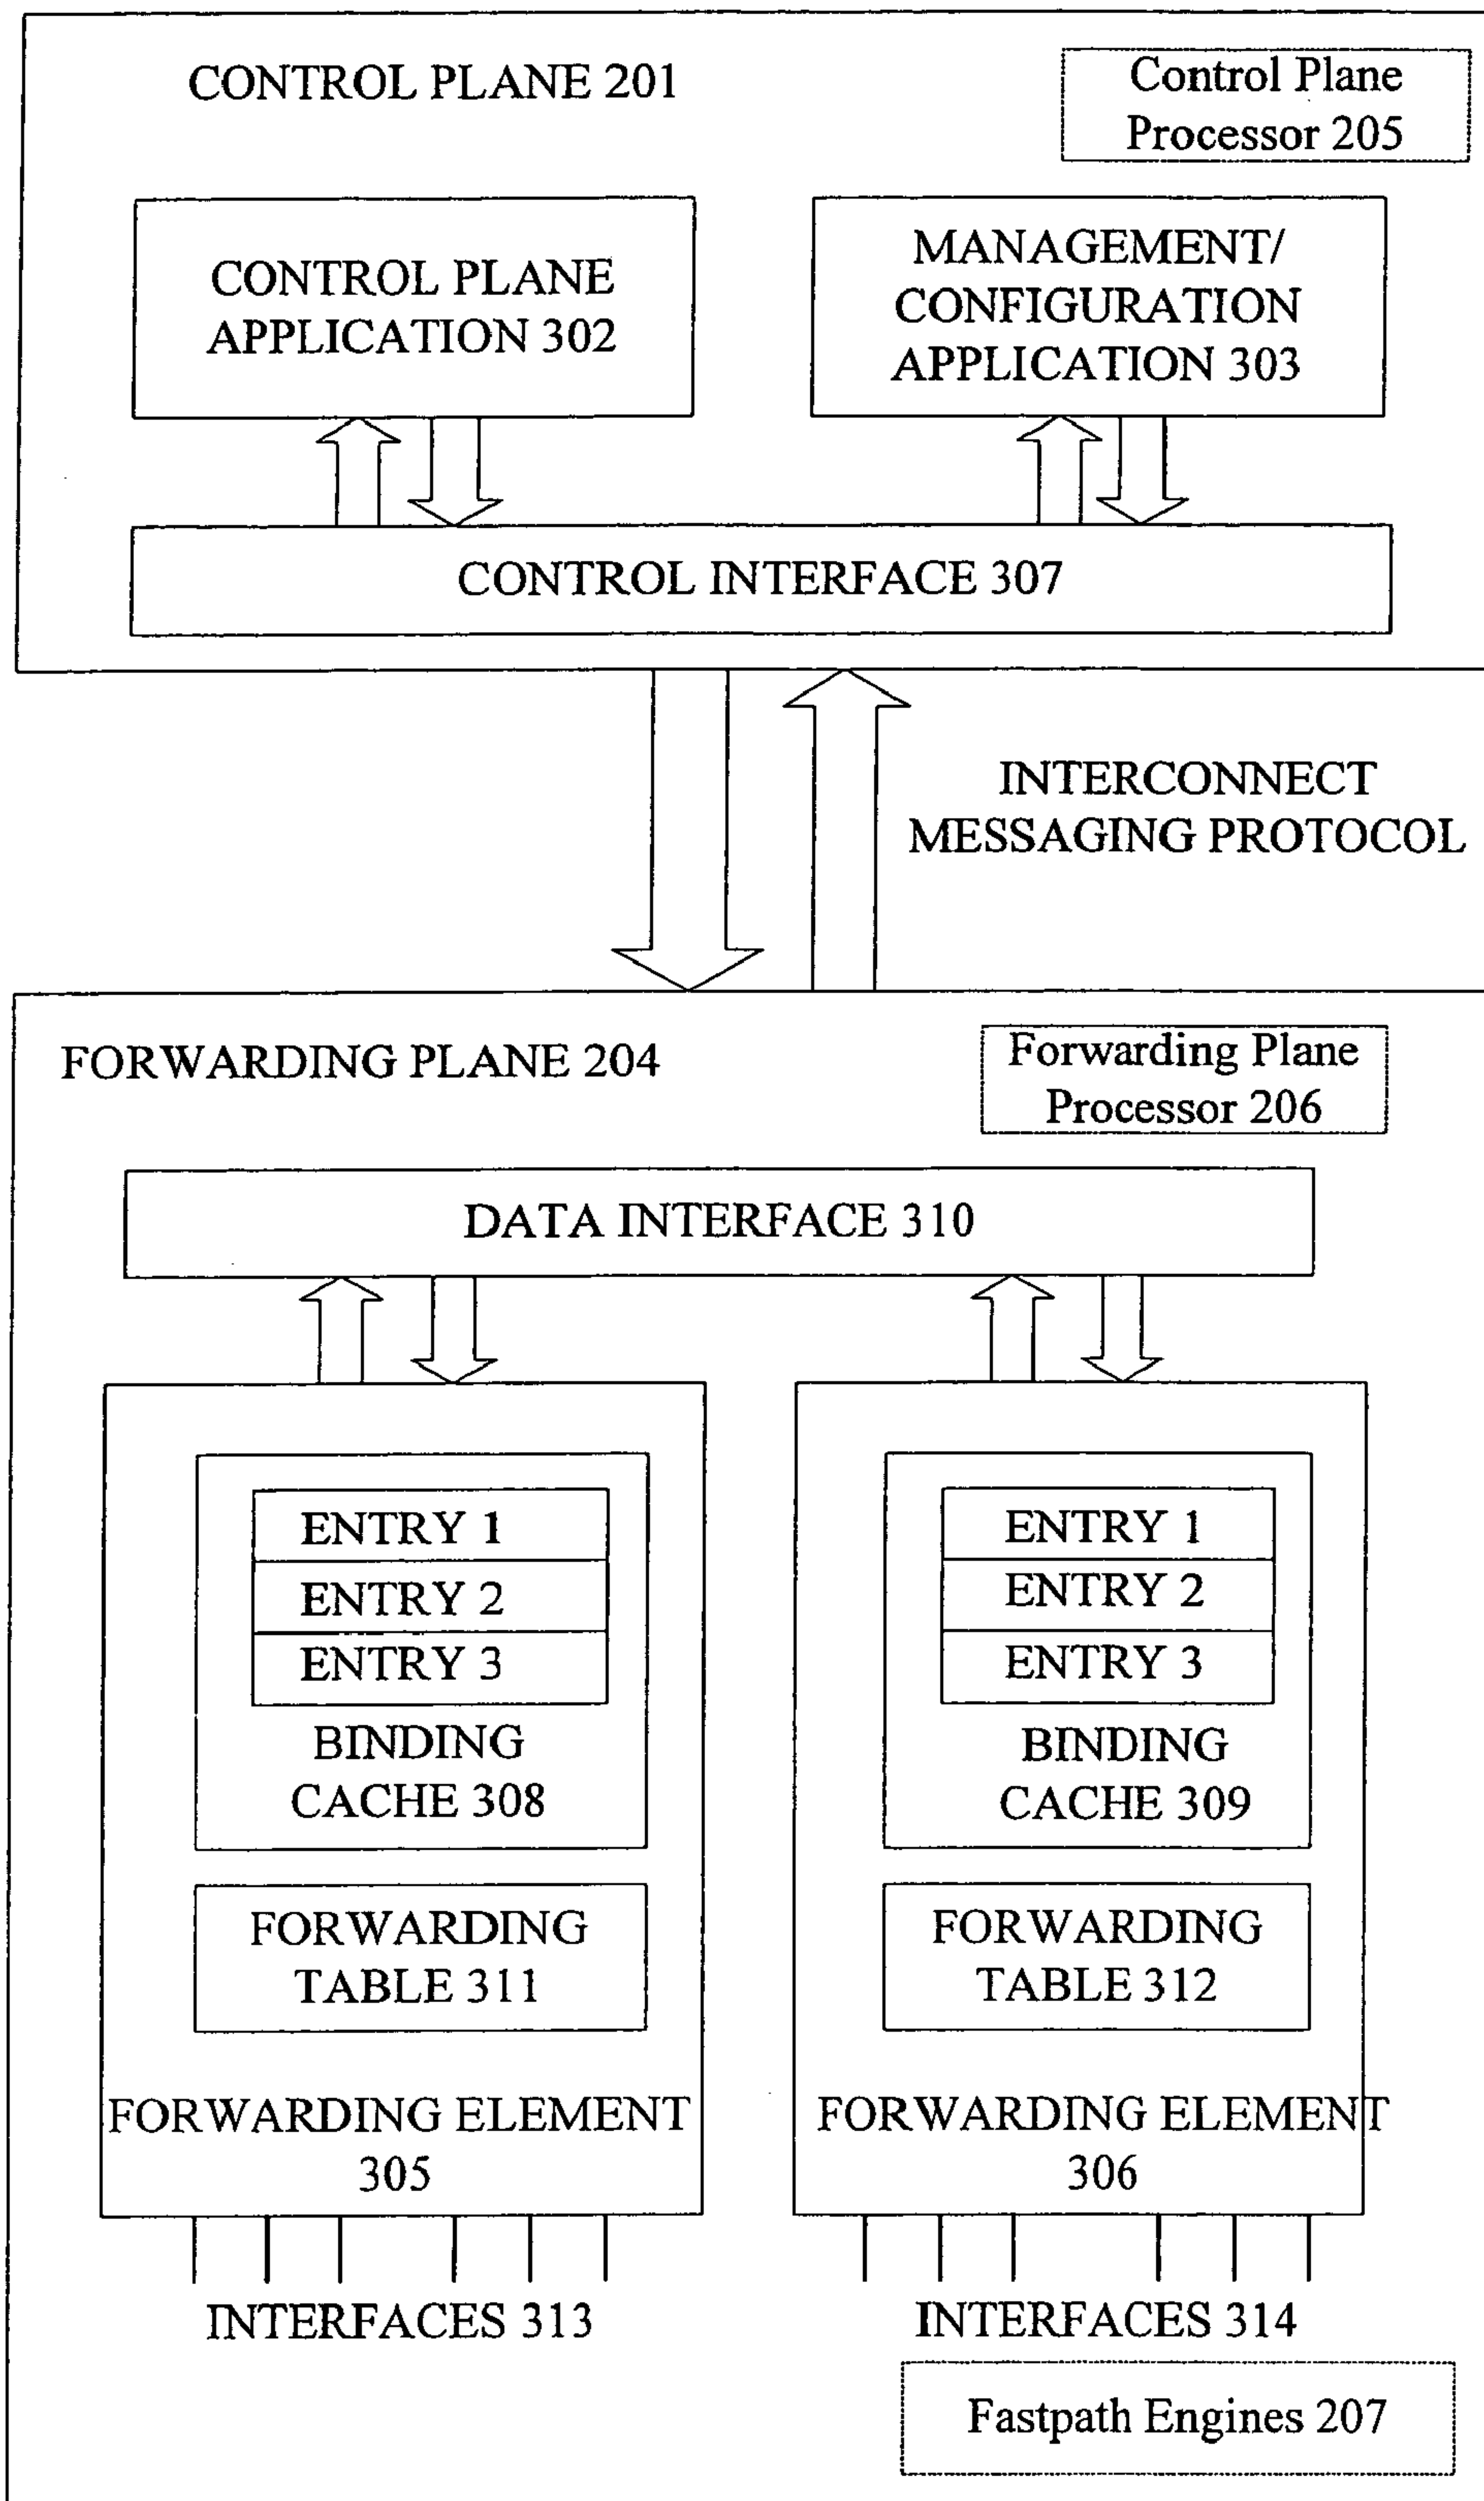 CONTROL PLANE 201
Control Plane
Processor 205
CONTROL PLANE
APPLICATION 302
MANAGEMENT/
CONFIGURATION
APPLICATION 303
CONTROL INTERFACE 307
INTERCONNECT
MESSAGING PROTOCOL
FORWARDING PLANE 204
Forwarding Plane
Processor 206
DATA INTERFACE 310
ENTRY 1
ENTRY 2
ENTRY 3
BINDING
CACHE 308
FORWARDING
TABLE 311
FORWARDING ELEMENT
305
INTERFACES 313
ENTRY 1
ENTRY 2
ENTRY 3
BINDING
CACHE 309
FORWARDING
TABLE 312
FORWARDING ELEMENT
306
INTERFACES 314
Fastpath Engines 207